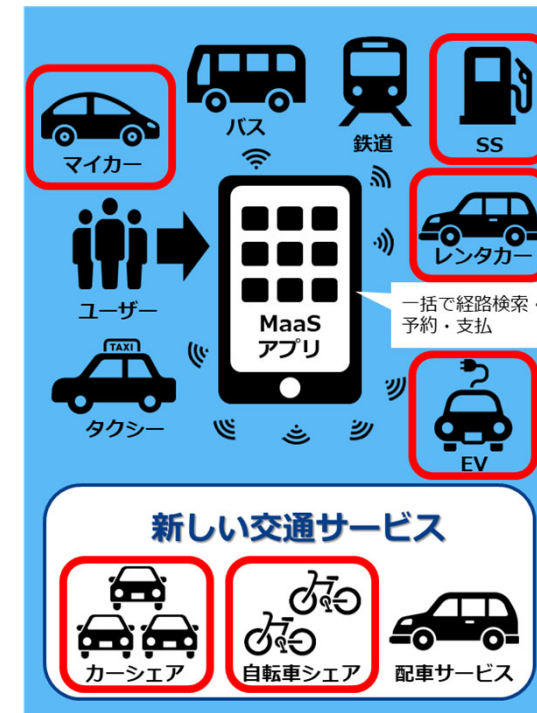 バス
鉄道
SS
マイカー
レンタカー
ユーザー
MaaS
アプリ
一括で経路検索・
予約・支払
TAXI
タクシー
EV
新しい交通サービス
カーシェア
自転車シェア
配車サービス